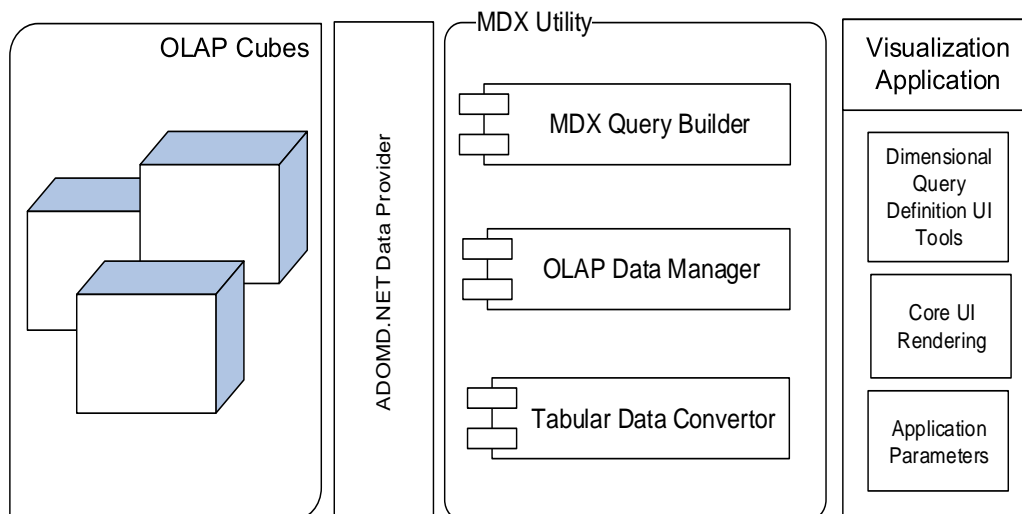 OLAP Cubes
ADOMD.NET Data Provider
MDX Utility
MDX Query Builder
OLAP Data Manager
Tabular Data Convertor
Visualization
Application
Dimensional
Query
Definition UI
Tools
Core UI
Rendering
Application
Parameters